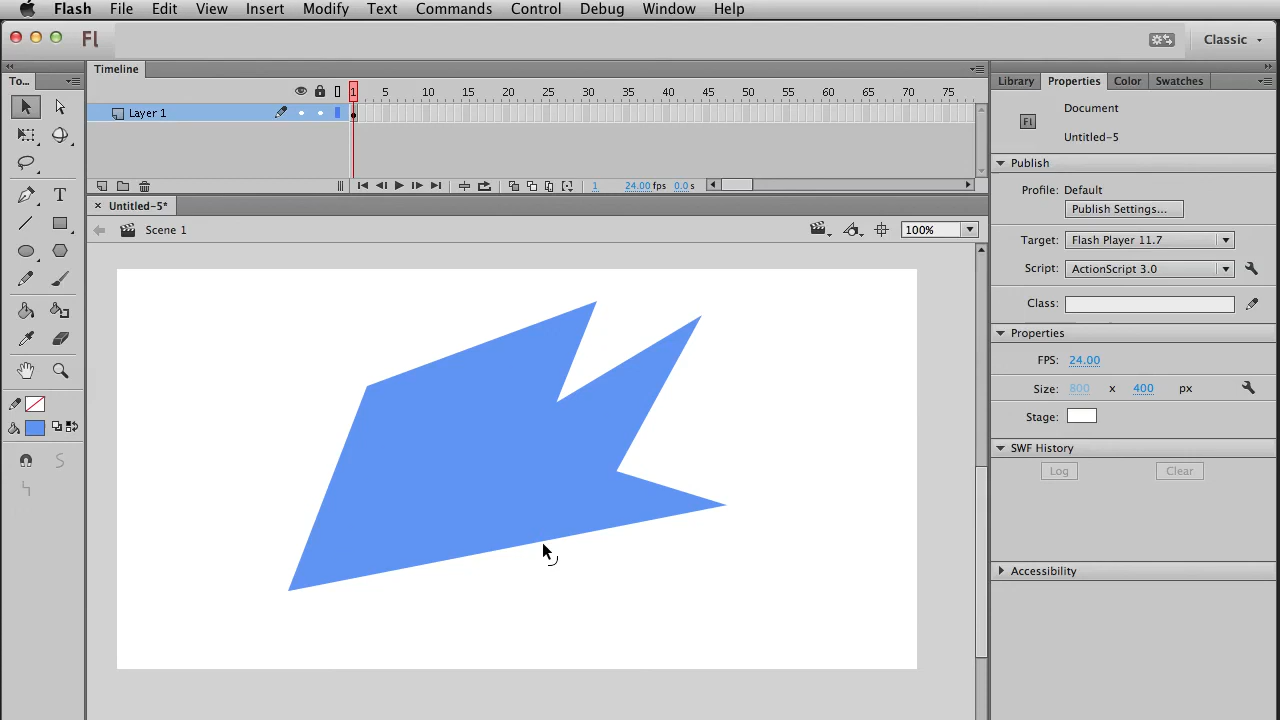 Flash File Edit View Insert Modify Text Commands Control Debug Window Help
Fl Classic
To... Timeline Library Properties Color Swatches
1 5 10 15 20 25 30 35 40 45 50 55 60 65 70 75
Layer 1
Document
Fl
Untitled-5
Publish
1 24.00 fps 0.0 s
Profile: Default
Publish Settings...
Untitled-5*
Scene 1 100%
Target: Flash Player 11.7
Script: ActionScript 3.0
Class:
Properties
FPS: 24.00
Size: 800 x 400 px
Stage:
SWF History
Log Clear
Accessibility
T